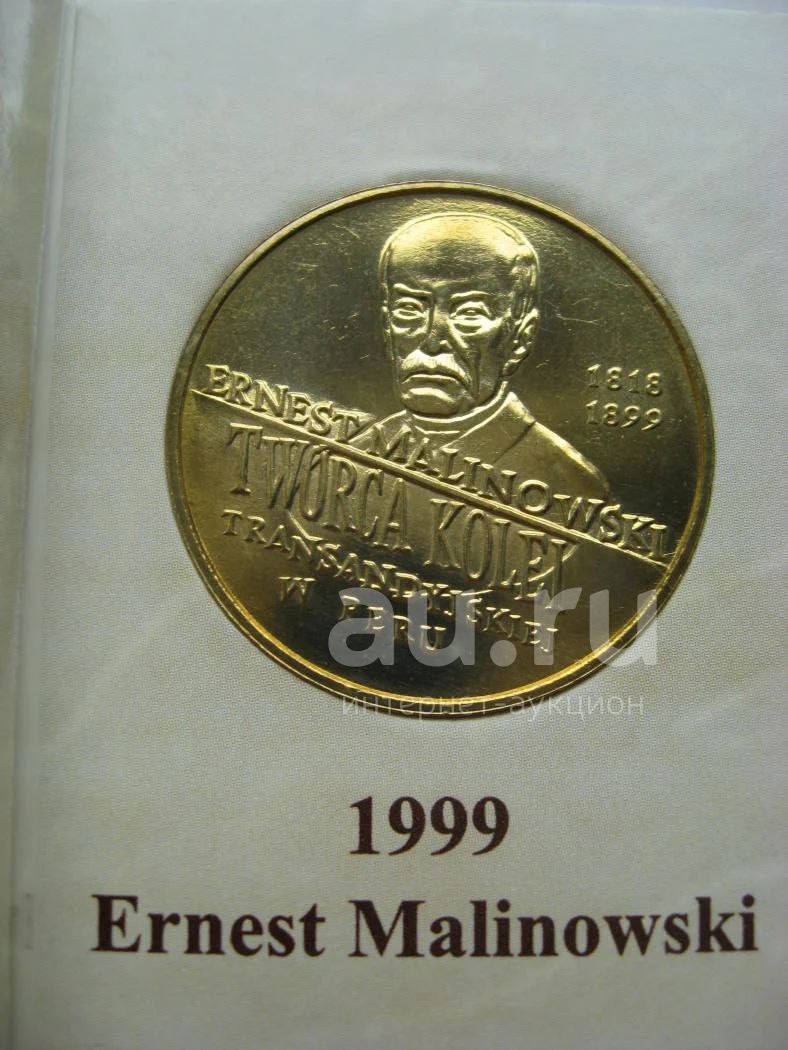 1818
1899
ERNEST MALINOWSKI
TWÓRCA KOLEI
TRANSANDYJSKIEJ
W PERU
au.ru
интернет-аукцион
1999
Ernest Malinowski